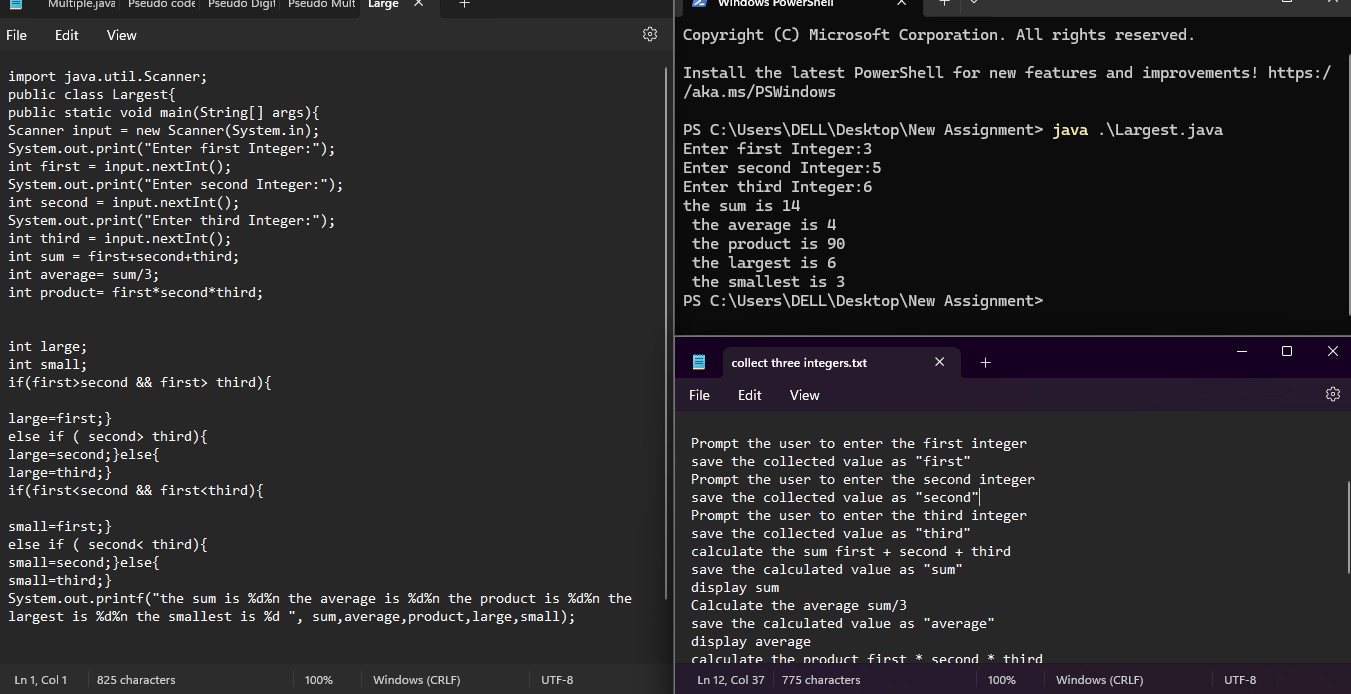 Multiple.java Pseudo code Pseudo Digit Pseudo Mult Large
File Edit View
import java.util.Scanner;
public class Largest{
public static void main(String[] args){
Scanner input = new Scanner(System.in);
System.out.print("Enter first Integer:");
int first = input.nextInt();
System.out.print("Enter second Integer:");
int second = input.nextInt();
System.out.print("Enter third Integer:");
int third = input.nextInt();
int sum = first+second+third;
int average= sum/3;
int product= first*second*third;
int large;
int small;
if(first>second && first> third){
large=first;}
else if ( second> third){
large=second;}else{
large=third;}
if(first<second && first<third){
small=first;}
else if ( second< third){
small=second;}else{
small=third;}
System.out.printf("the sum is %d%n the average is %d%n the product is %d%n the
largest is %d%n the smallest is %d ", sum,average,product,large,small);
Ln 1, Col 1 825 characters 100% Windows (CRLF) UTF-8
Windows PowerShell
Copyright (C) Microsoft Corporation. All rights reserved.
Install the latest PowerShell for new features and improvements! https:/
/aka.ms/PSWindows
PS C:\Users\DELL\Desktop\New Assignment> java .\Largest.java
Enter first Integer:3
Enter second Integer:5
Enter third Integer:6
the sum is 14
the average is 4
the product is 90
the largest is 6
the smallest is 3
PS C:\Users\DELL\Desktop\New Assignment>
collect three integers.txt
File Edit View
Prompt the user to enter the first integer
save the collected value as "first"
Prompt the user to enter the second integer
save the collected value as "second"
Prompt the user to enter the third integer
save the collected value as "third"
calculate the sum first + second + third
save the calculated value as "sum"
display sum
Calculate the average sum/3
save the calculated value as "average"
display average
calculate the product first * second * third
Ln 12, Col 37 775 characters 100% Windows (CRLF) UTF-8